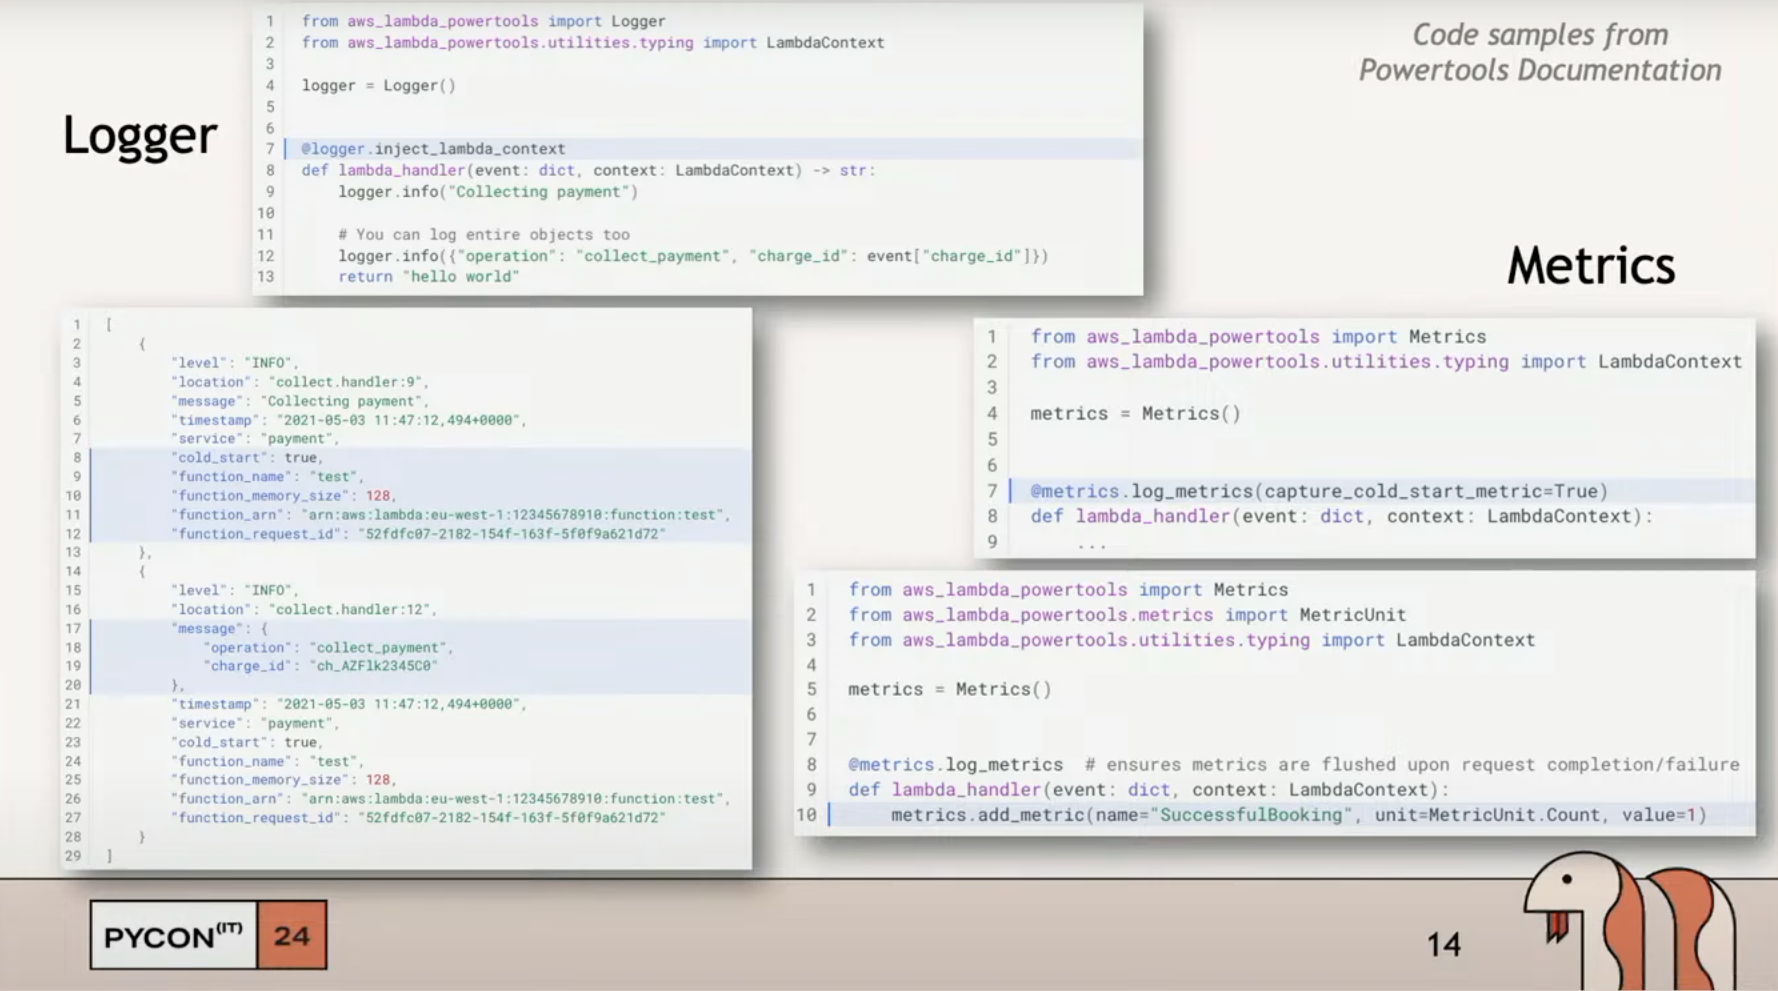 Code samples from
Powertools Documentation
Logger
1 from aws_lambda_powertools import Logger
2 from aws_lambda_powertools.utilities.typing import LambdaContext
3
4 logger = Logger()
5
6
7 @logger.inject_lambda_context
8 def lambda_handler(event: dict, context: LambdaContext) -> str:
9     logger.info("Collecting payment")
10
11     # You can log entire objects too
12     logger.info({"operation": "collect_payment", "charge_id": event["charge_id"]})
13     return "hello world"
1 [
2     {
3         "level": "INFO",
4         "location": "collect.handler:9",
5         "message": "Collecting payment",
6         "timestamp": "2021-05-03 11:47:12,494+0000",
7         "service": "payment",
8         "cold_start": true,
9         "function_name": "test",
10         "function_memory_size": 128,
11         "function_arn": "arn:aws:lambda:eu-west-1:12345678910:function:test",
12         "function_request_id": "52fdfc07-2182-154f-163f-5f0f9a621d72"
13     },
14     {
15         "level": "INFO",
16         "location": "collect.handler:12",
17         "message": {
18             "operation": "collect_payment",
19             "charge_id": "ch_AZFlk2345C0"
20         },
21         "timestamp": "2021-05-03 11:47:12,494+0000",
22         "service": "payment",
23         "cold_start": true,
24         "function_name": "test",
25         "function_memory_size": 128,
26         "function_arn": "arn:aws:lambda:eu-west-1:12345678910:function:test",
27         "function_request_id": "52fdfc07-2182-154f-163f-5f0f9a621d72"
28     }
29 ]
Metrics
1 from aws_lambda_powertools import Metrics
2 from aws_lambda_powertools.utilities.typing import LambdaContext
3
4 metrics = Metrics()
5
6
7 @metrics.log_metrics(capture_cold_start_metric=True)
8 def lambda_handler(event: dict, context: LambdaContext):
9     ...
1 from aws_lambda_powertools import Metrics
2 from aws_lambda_powertools.metrics import MetricUnit
3 from aws_lambda_powertools.utilities.typing import LambdaContext
4
5 metrics = Metrics()
6
7
8 @metrics.log_metrics  # ensures metrics are flushed upon request completion/failure
9 def lambda_handler(event: dict, context: LambdaContext):
10     metrics.add_metric(name="SuccessfulBooking", unit=MetricUnit.Count, value=1)
PYCON(IT) 24
14